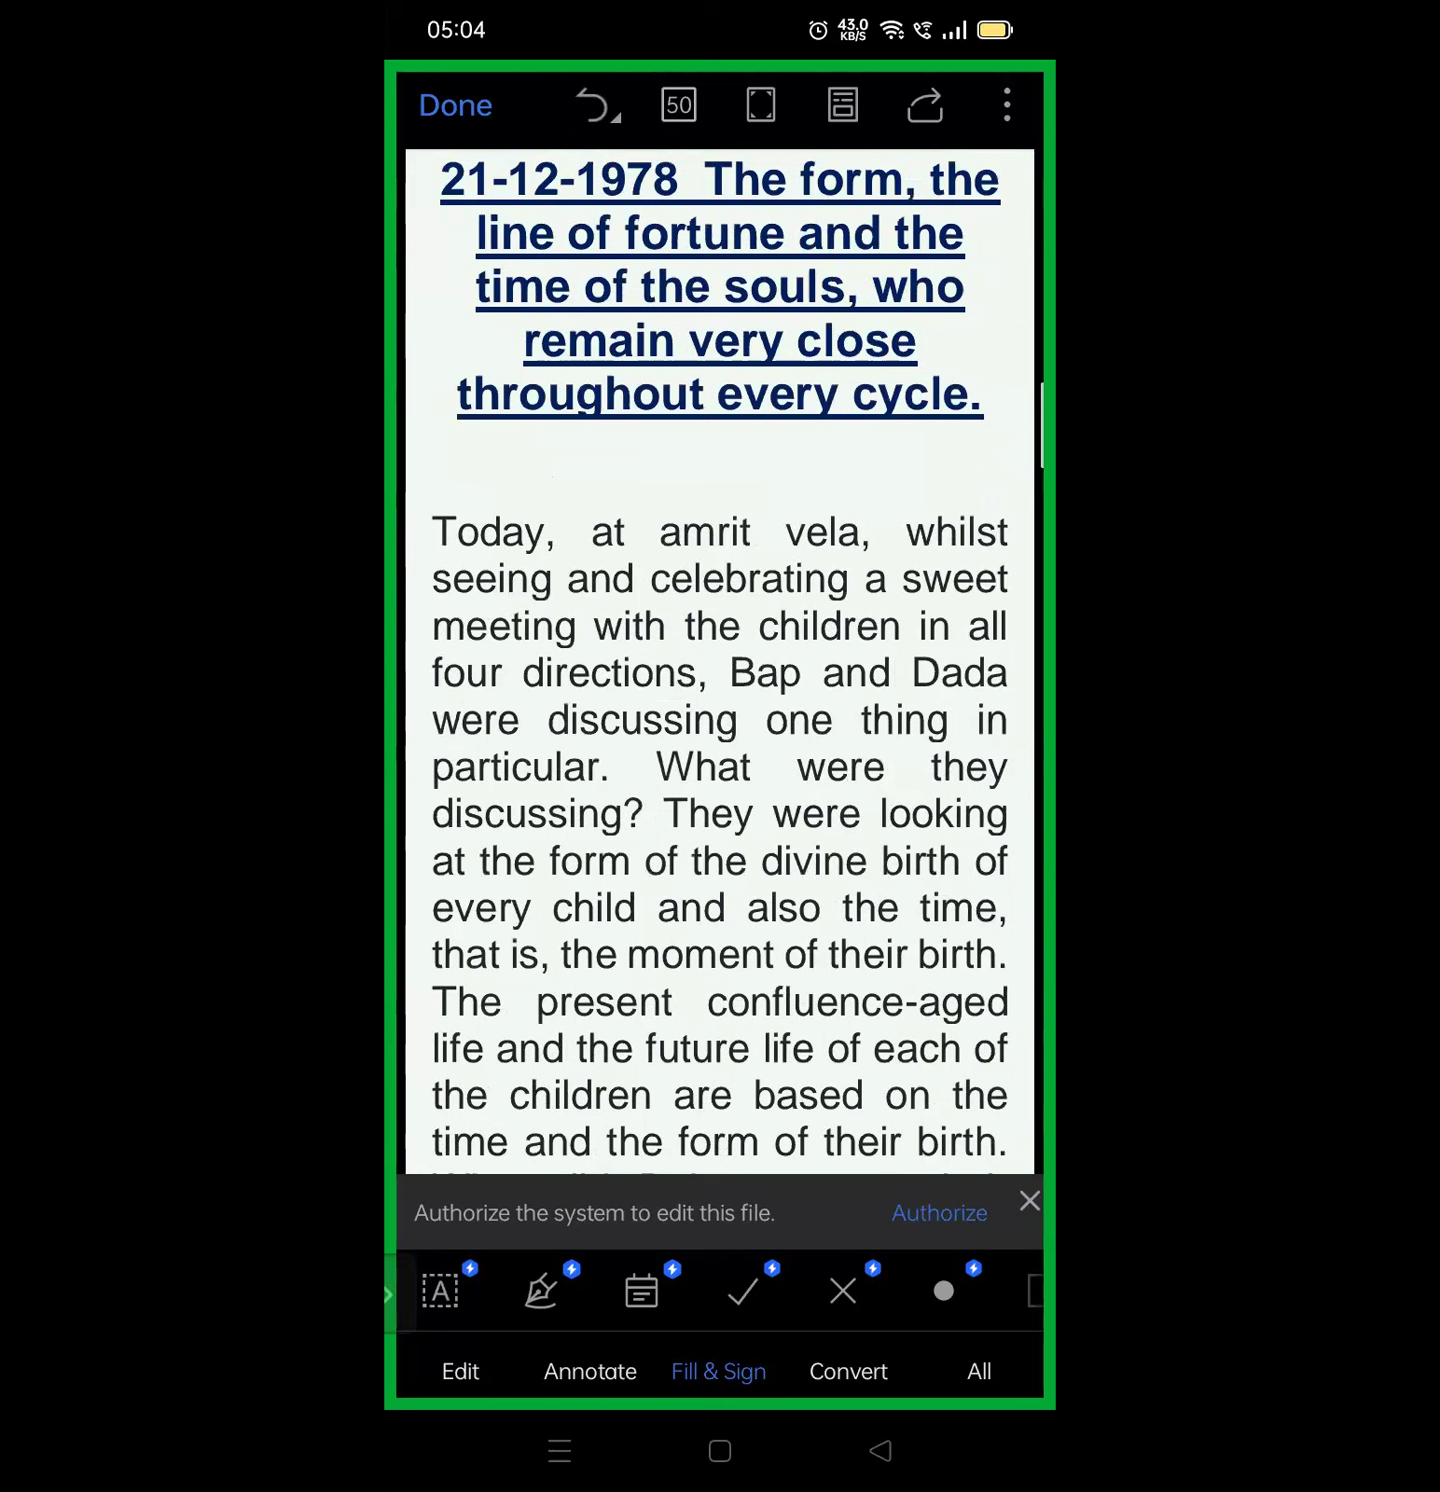 05:04
43.0
KB/S
Done
50
21-12-1978 The form, the
line of fortune and the
time of the souls, who
remain very close
throughout every cycle.
Today, at amrit vela, whilst
seeing and celebrating a sweet
meeting with the children in all
four directions, Bap and Dada
were discussing one thing in
particular. What were they
discussing? They were looking
at the form of the divine birth of
every child and also the time,
that is, the moment of their birth.
The present confluence-aged
life and the future life of each of
the children are based on the
time and the form of their birth.
Authorize the system to edit this file.
Authorize
A
Edit
Annotate
Fill & Sign
Convert
All